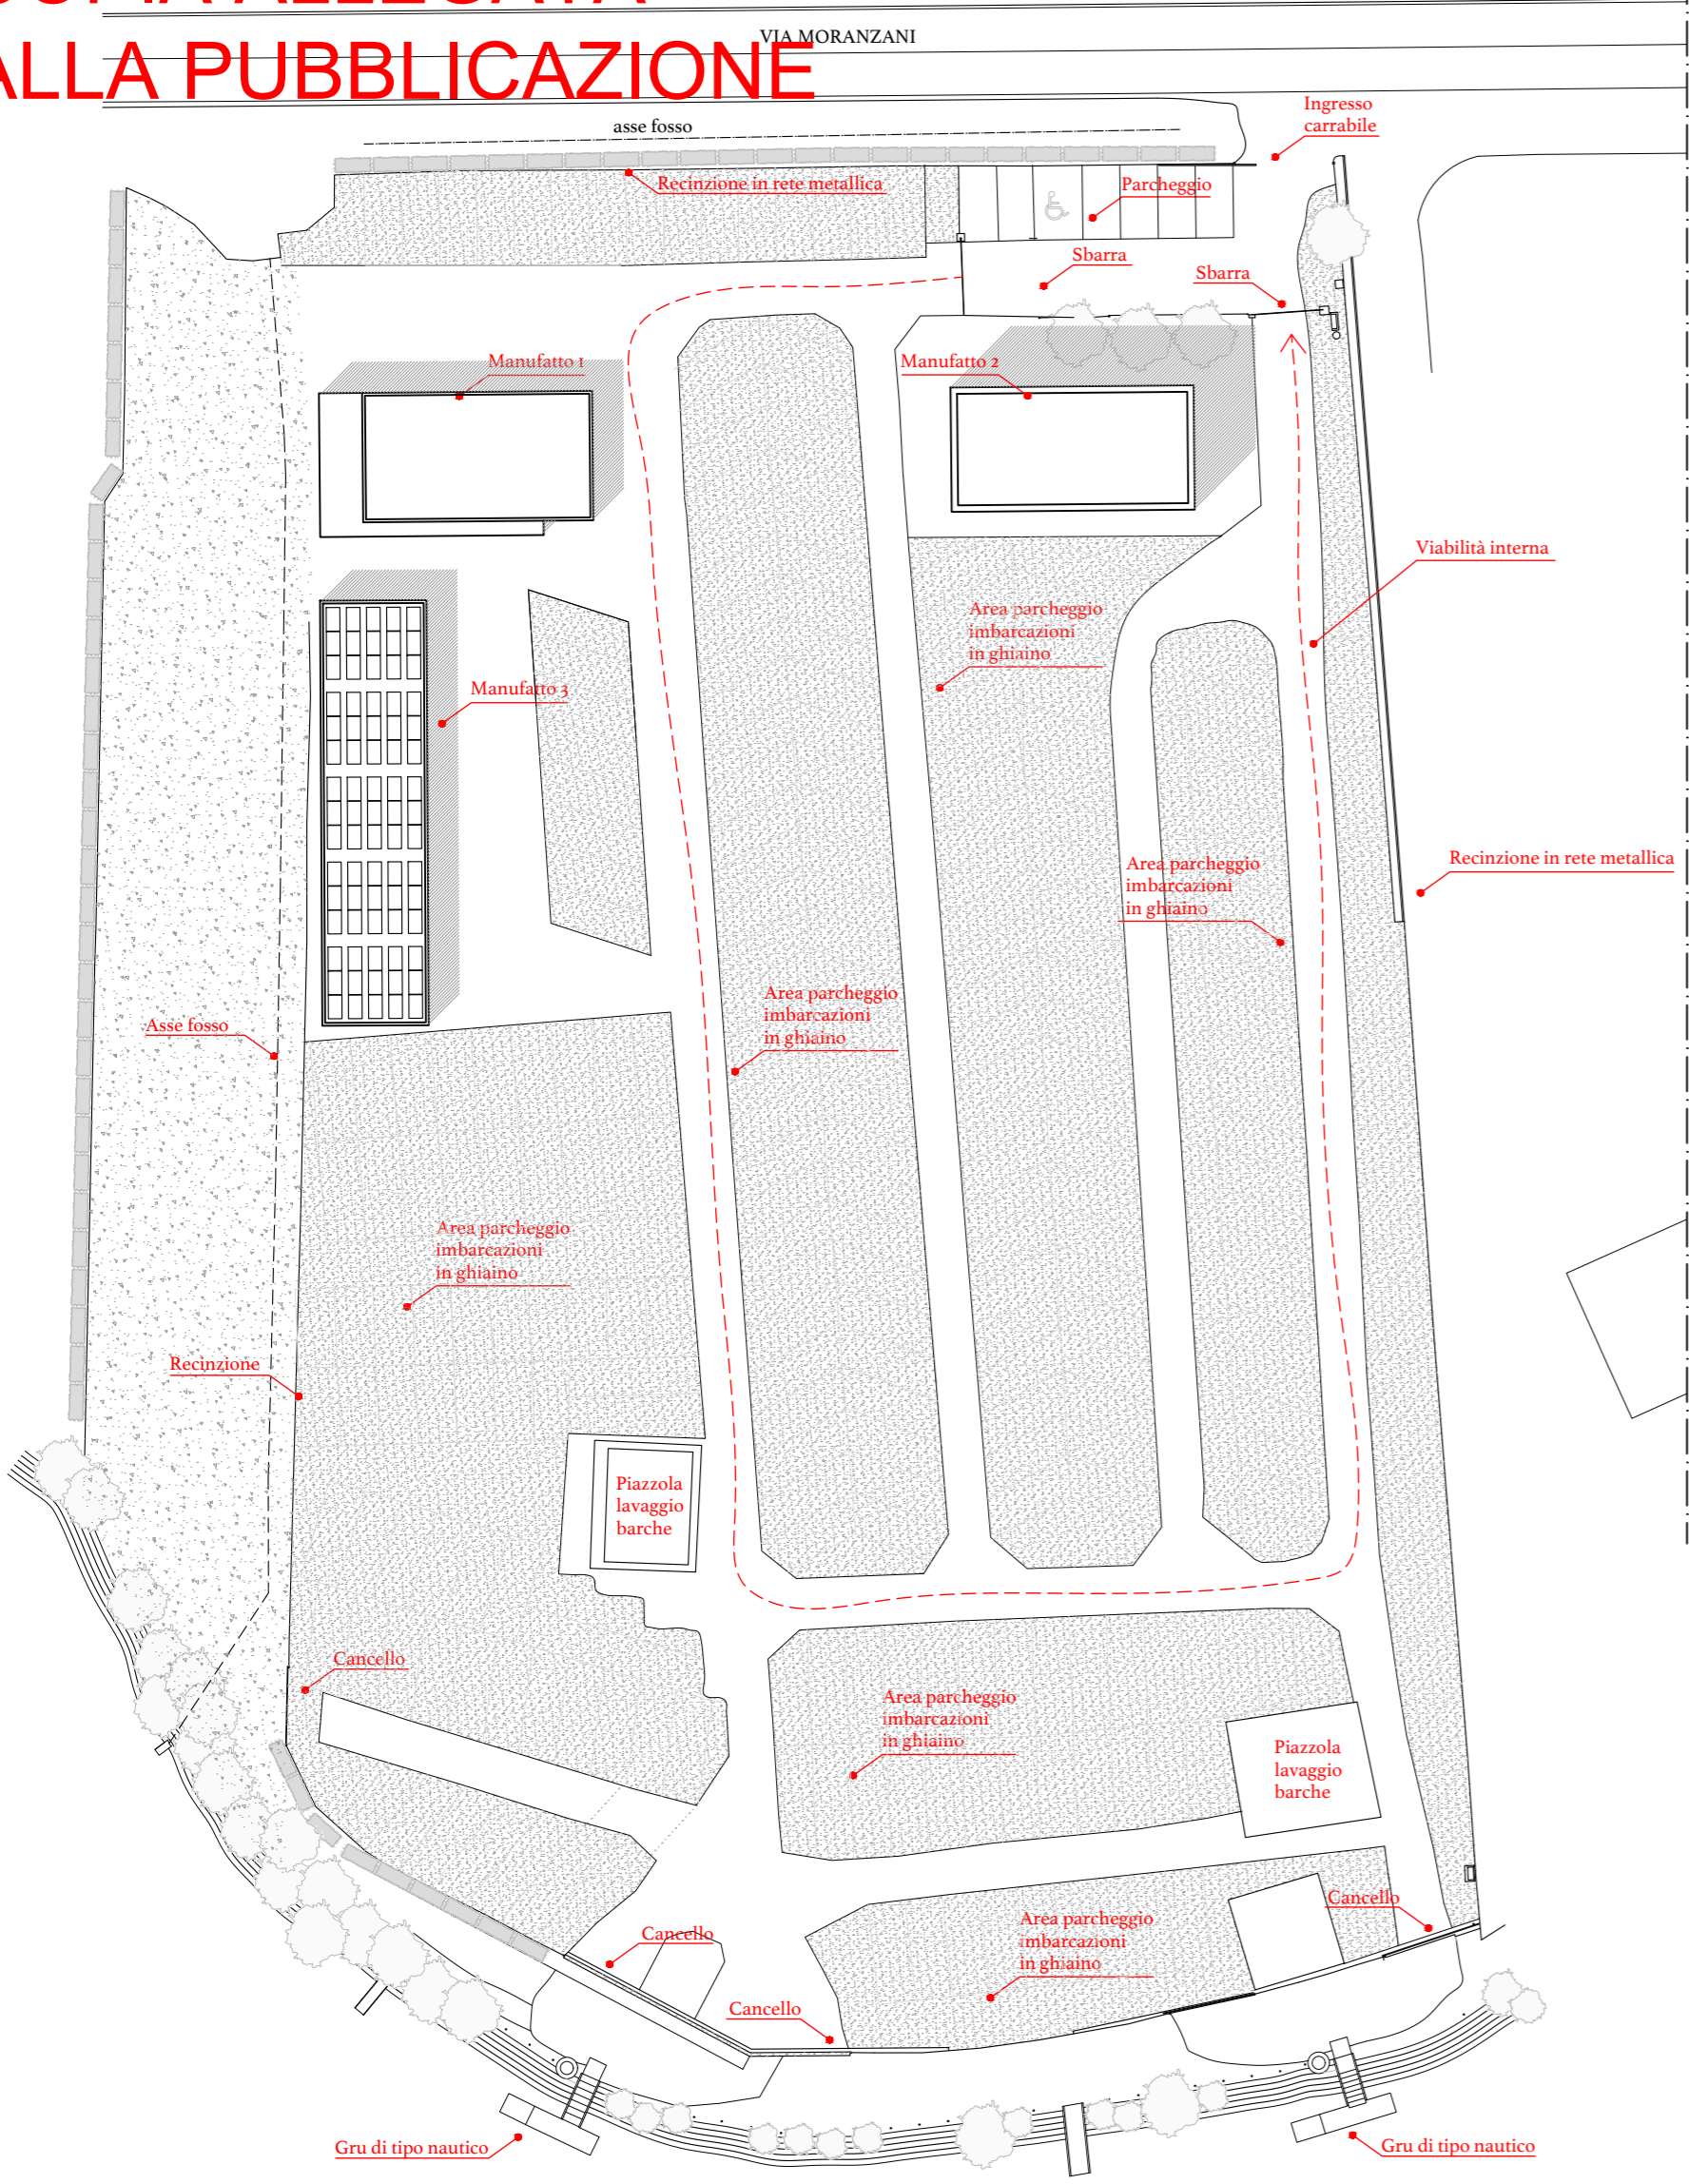 COPIA ALLEGATA
ALLA PUBBLICAZIONE
VIA MORANZANI
asse fosso
Ingresso
carrabile
Recinzione in rete metallica
Parcheggio
Sbarra
Sbarra
Manufatto 1
Manufatto 2
Viabilità interna
Area parcheggio
imbarcazioni
in ghiaino
Manufatto 3
Recinzione in rete metallica
Area parcheggio
imbarcazioni
in ghiaino
Area parcheggio
imbarcazioni
in ghiaino
Asse fosso
Area parcheggio
imbarcazioni
in ghiaino
Recinzione
Piazzola
lavaggio
barche
Cancello
Area parcheggio
imbarcazioni
in ghiaino
Piazzola
lavaggio
barche
Cancello
Area parcheggio
imbarcazioni
in ghiaino
Cancello
Cancello
Gru di tipo nautico
Gru di tipo nautico